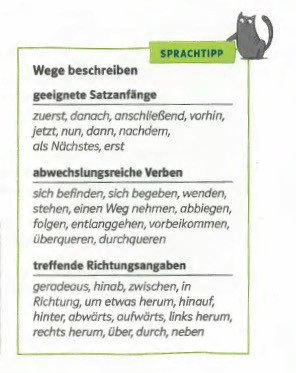 SPRACHTIPP
Wege beschreiben
geeignete Satzanfänge
zuerst, danach, anschließend, vorhin,
jetzt, nun, dann, nachdem,
als Nächstes, erst
abwechslungsreiche Verben
sich befinden, sich begeben, wenden,
stehen, einen Weg nehmen, abbiegen,
folgen, entlanggehen, vorbeikommen,
überqueren, durchqueren
treffende Richtungsangaben
geradeaus, hinab, zwischen, in
Richtung, um etwas herum, hinauf,
hinter, abwärts, aufwärts, links herum,
rechts herum, über, durch, neben